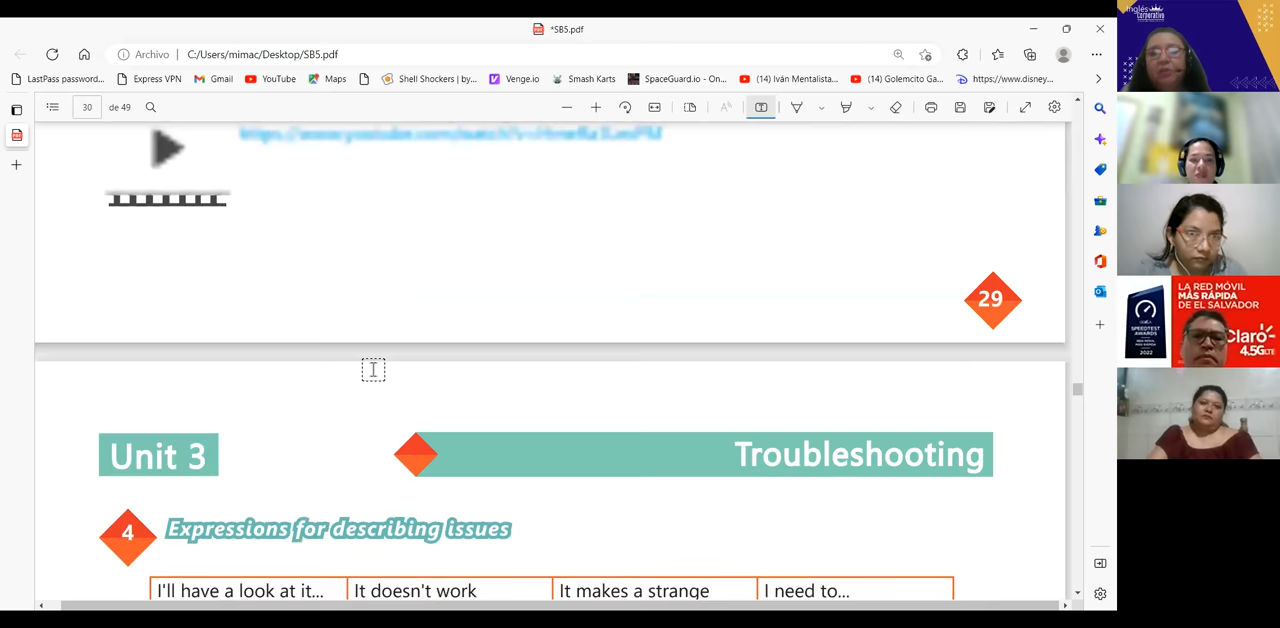 *SB5.pdf
Archivo | C:/Users/mimac/Desktop/SB5.pdf
LastPass password... Express VPN Gmail YouTube Maps Shell Shockers | by... Venge.io Smash Karts SpaceGuard.io - On... (14) Iván Mentalista... (14) Golemcito Ga... https://www.disney...
30 de 49
29
Unit 3 Troubleshooting
4 Expressions for describing issues
I'll have a look at it... It doesn't work It makes a strange I need to...
Inglés
Corporativo
LA RED MÓVIL
MÁS RÁPIDA
DE EL SALVADOR
SPEEDTEST
AWARDS
2022
Claro
4.5GLTE